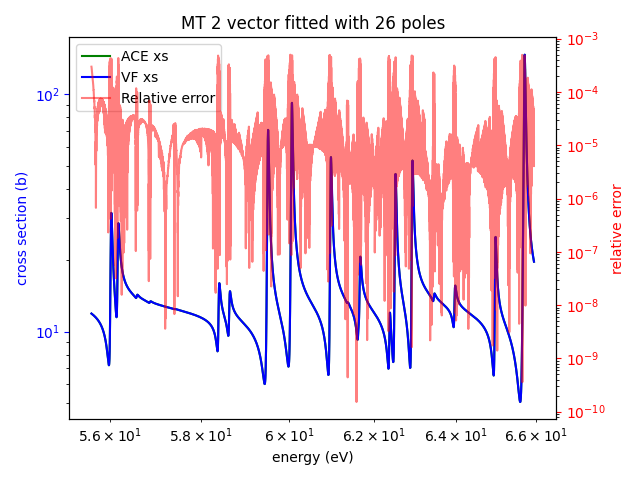 MT 2 vector fitted with 26 poles
ACE xs
VF xs
Relative error
cross section (b)
10²
10¹
relative error
10⁻³
10⁻⁴
10⁻⁵
10⁻⁶
10⁻⁷
10⁻⁸
10⁻⁹
10⁻¹⁰
5.6 × 10¹ 5.8 × 10¹ 6 × 10¹ 6.2 × 10¹ 6.4 × 10¹ 6.6 × 10¹
energy (eV)